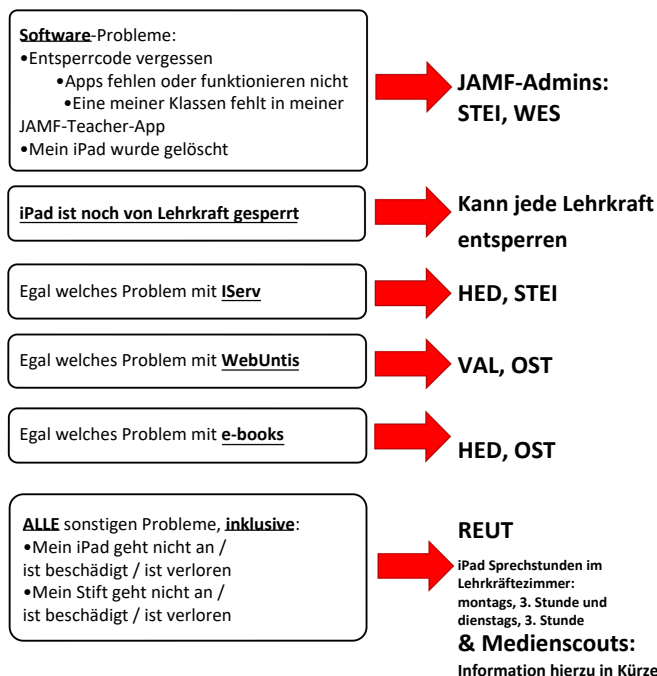 Software-Probleme:
•Entsperrcode vergessen
•Apps fehlen oder funktionieren nicht
•Eine meiner Klassen fehlt in meiner
JAMF-Teacher-App
•Mein iPad wurde gelöscht
JAMF-Admins:
STEI, WES
iPad ist noch von Lehrkraft gesperrt
Kann jede Lehrkraft
entsperren
Egal welches Problem mit IServ
HED, STEI
Egal welches Problem mit WebUntis
VAL, OST
Egal welches Problem mit e-books
HED, OST
ALLE sonstigen Probleme, inklusive:
•Mein iPad geht nicht an /
ist beschädigt / ist verloren
•Mein Stift geht nicht an /
ist beschädigt / ist verloren
REUT
iPad Sprechstunden im
Lehrkräftezimmer:
montags, 3. Stunde und
dienstags, 3. Stunde
& Medienscouts:
Information hierzu in Kürze